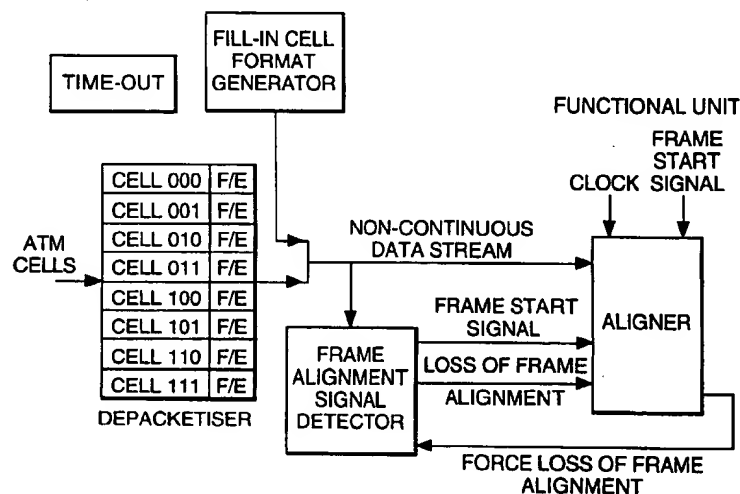 FILL-IN CELL
FORMAT
GENERATOR
TIME-OUT
FUNCTIONAL UNIT
FRAME
START
CLOCK SIGNAL
CELL 000 F/E
CELL 001 F/E
CELL 010 F/E
CELL 011 F/E
CELL 100 F/E
CELL 101 F/E
CELL 110 F/E
CELL 111 F/E
ATM
CELLS
DEPACKETISER
NON-CONTINUOUS
DATA STREAM
FRAME START
SIGNAL
LOSS OF FRAME
ALIGNMENT
ALIGNER
FRAME
ALIGNMENT
SIGNAL
DETECTOR
FORCE LOSS OF FRAME
ALIGNMENT